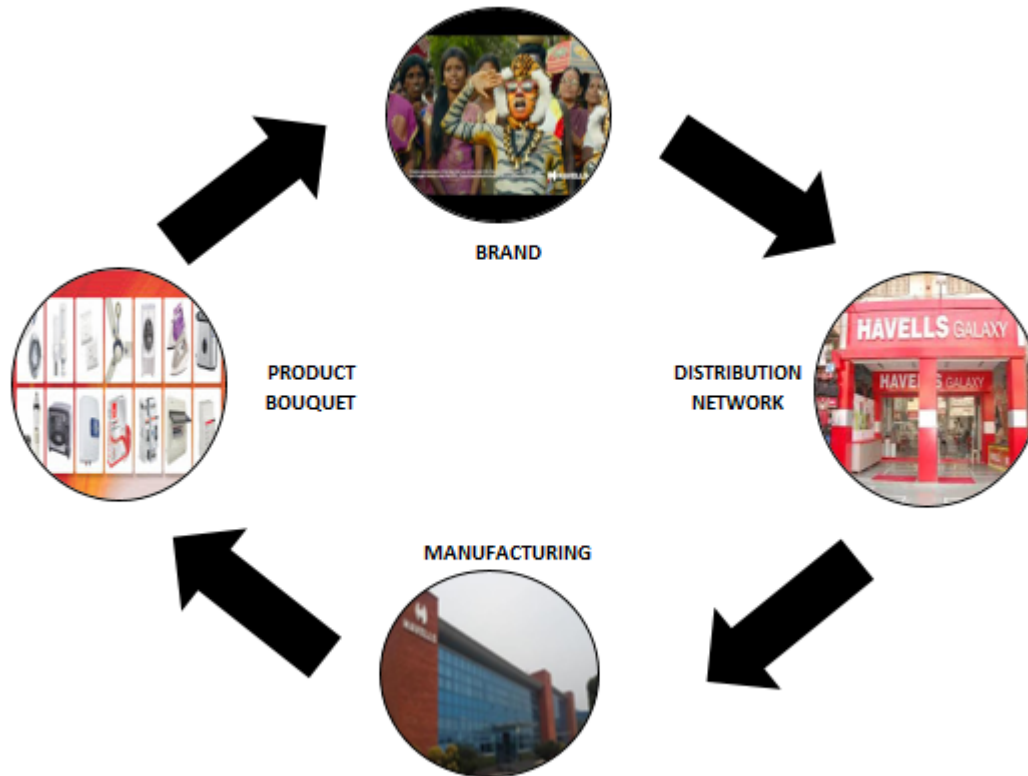 HAVELLS
BRAND
HAVELLS GALAXY
HAVELLS GALAXY
PRODUCT
BOUQUET
DISTRIBUTION
NETWORK
MANUFACTURING
HAVELLS